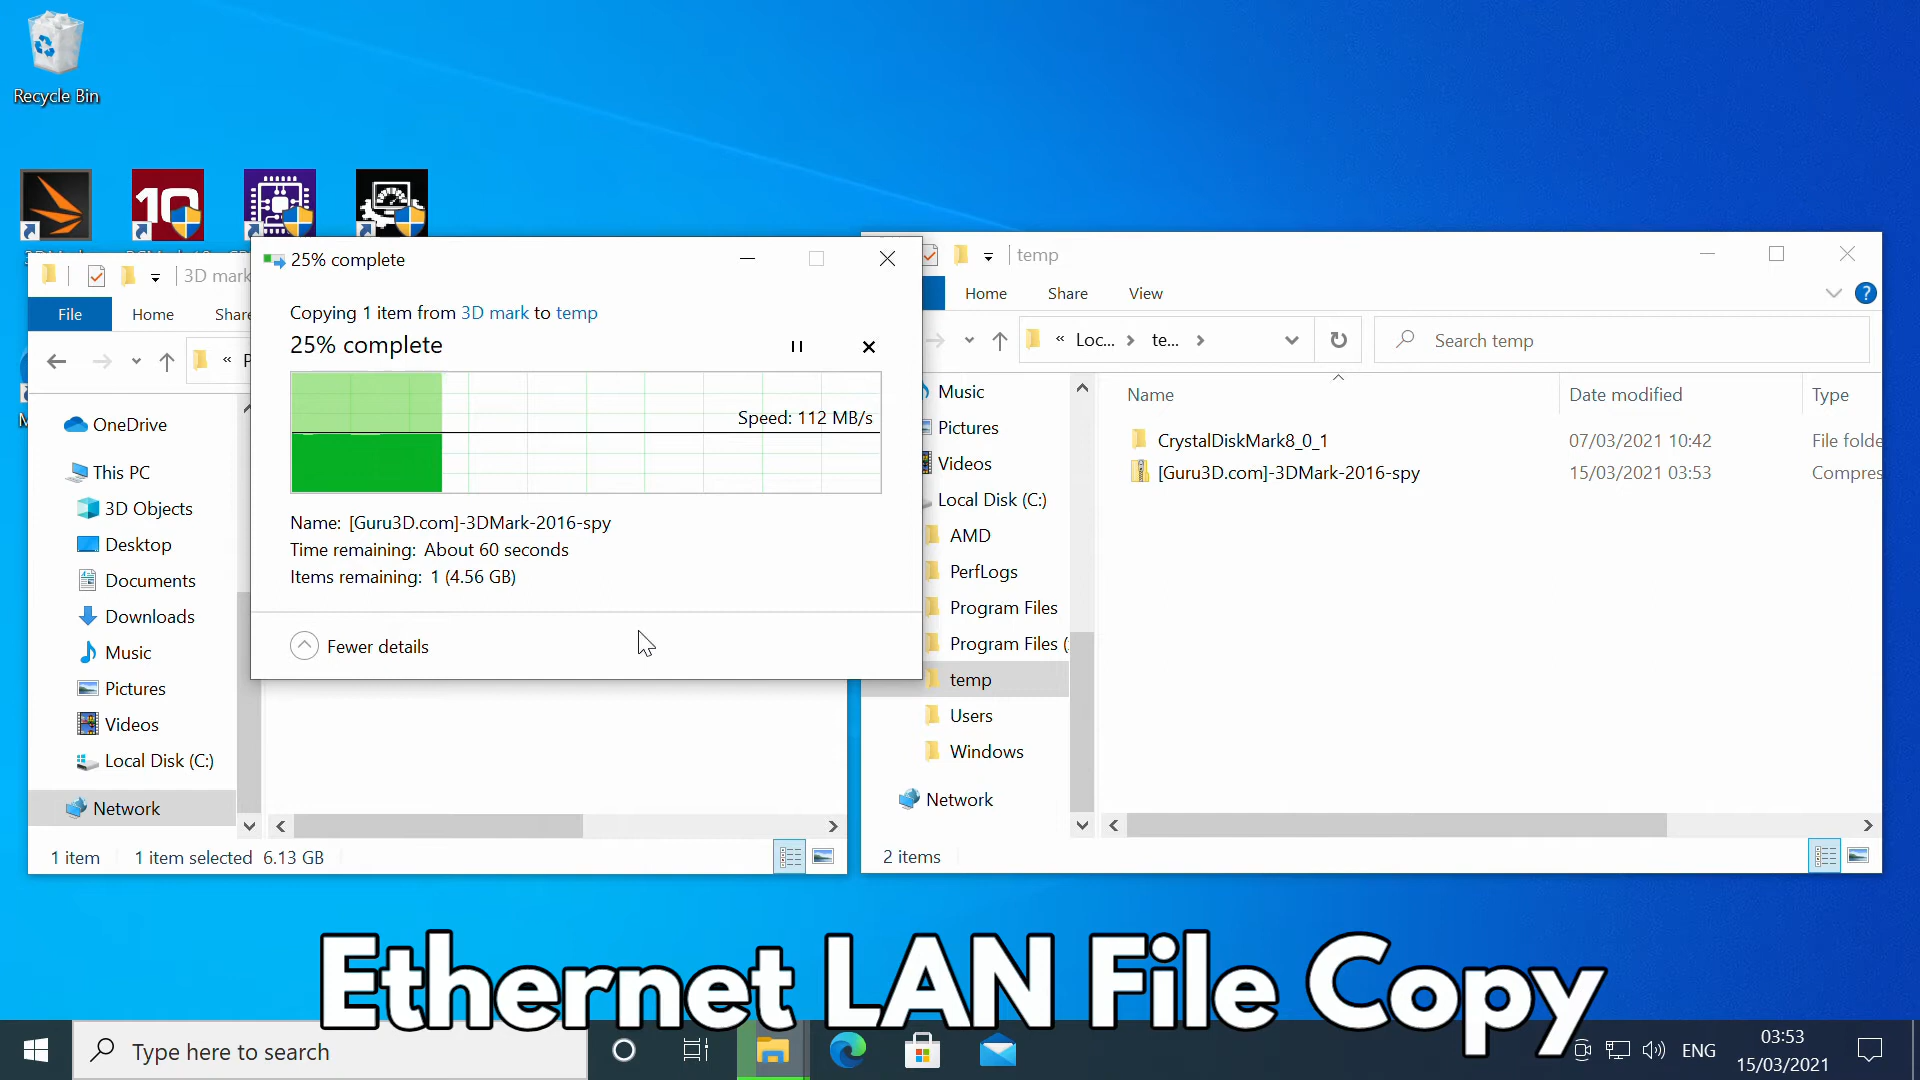 Recycle Bin
10
3D mark
File
Home
Share
«
OneDrive
This PC
3D Objects
Desktop
Documents
Downloads
Music
Pictures
Videos
Local Disk (C:)
Network
1 item
1 item selected 6.13 GB
25% complete
Copying 1 item from 3D mark to temp
25% complete
Speed: 112 MB/s
Name: [Guru3D.com]-3DMark-2016-spy
Time remaining: About 60 seconds
Items remaining: 1 (4.56 GB)
Fewer details
temp
Home
Share
View
?
« Loc... > te... >
Search temp
Music
Pictures
Videos
Local Disk (C:)
AMD
PerfLogs
Program Files
Program Files (
temp
Users
Windows
Network
Name
Date modified
Type
CrystalDiskMark8_0_1
07/03/2021 10:42
File folde
[Guru3D.com]-3DMark-2016-spy
15/03/2021 03:53
Compres
2 items
Ethernet LAN File Copy
Type here to search
ENG
03:53
15/03/2021